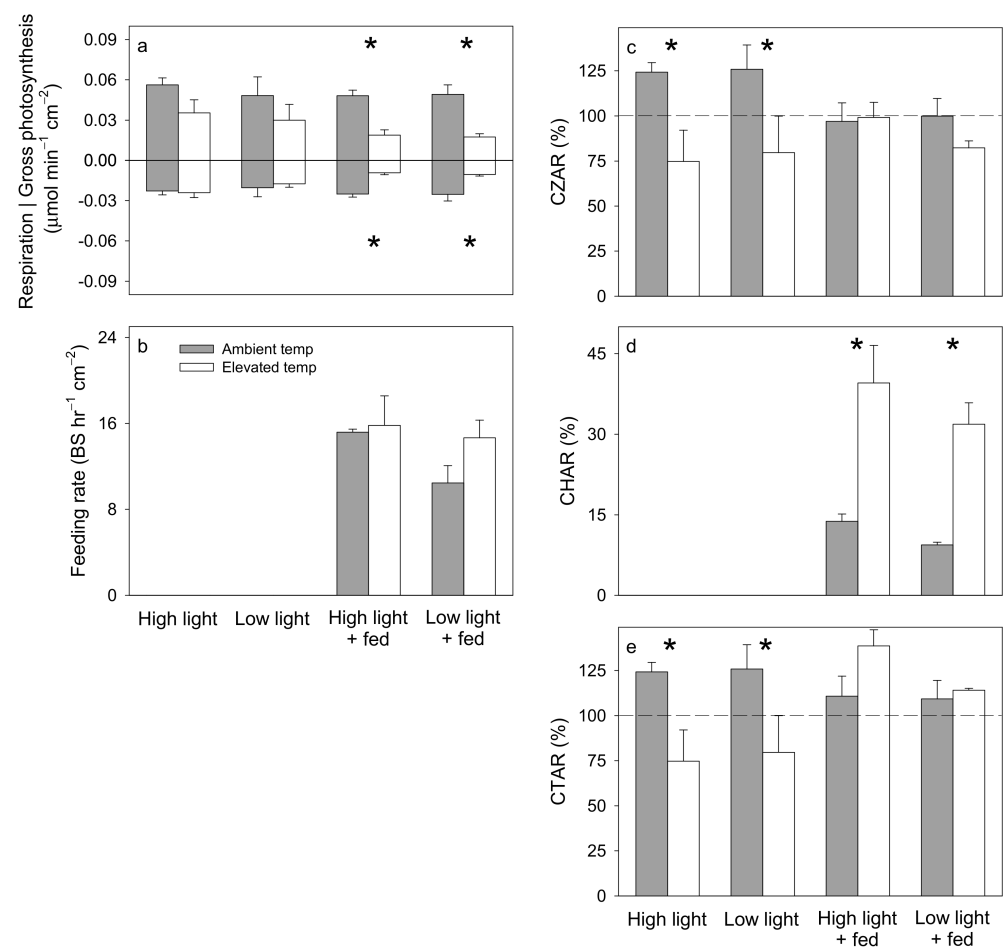 Respiration | Gross photosynthesis
(μmol min⁻¹ cm⁻²)
a
0.09
0.06
0.03
0.00
-0.03
-0.06
-0.09
*
*
*
*
Feeding rate (BS hr⁻¹ cm⁻²)
b
Ambient temp
Elevated temp
24
16
8
0
High light
Low light
High light
+ fed
Low light
+ fed
CZAR (%)
c
125
100
75
50
25
0
*
*
CHAR (%)
d
45
30
15
0
*
*
CTAR (%)
e
125
100
75
50
25
0
*
*
High light
Low light
High light
+ fed
Low light
+ fed